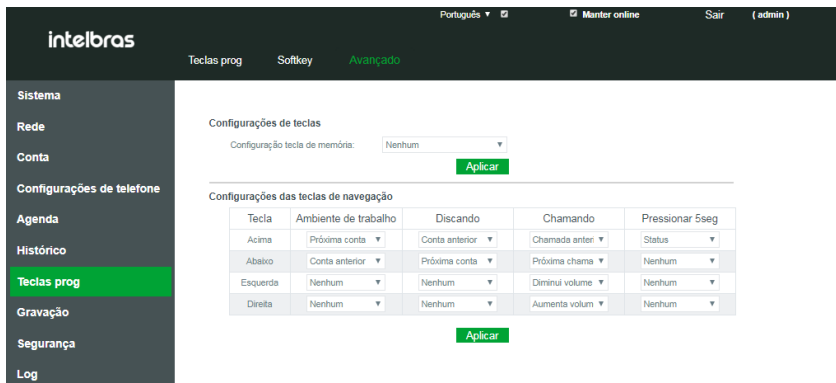 Português Manter online Sair ( admin )
intelbras
Teclas prog Softkey Avançado
Sistema
Rede
Conta
Configurações de telefone
Agenda
Histórico
Teclas prog
Gravação
Segurança
Log
Configurações de teclas
Configuração tecla de memória: Nenhum
Aplicar
Configurações das teclas de navegação
Tecla Ambiente de trabalho Discando Chamando Pressionar 5seg
Acima Próxima conta Conta anterior Chamada anteri Status
Abaixo Conta anterior Próxima conta Próxima chama Nenhum
Esquerda Nenhum Nenhum Diminui volume Nenhum
Direita Nenhum Nenhum Aumenta volum Nenhum
Aplicar